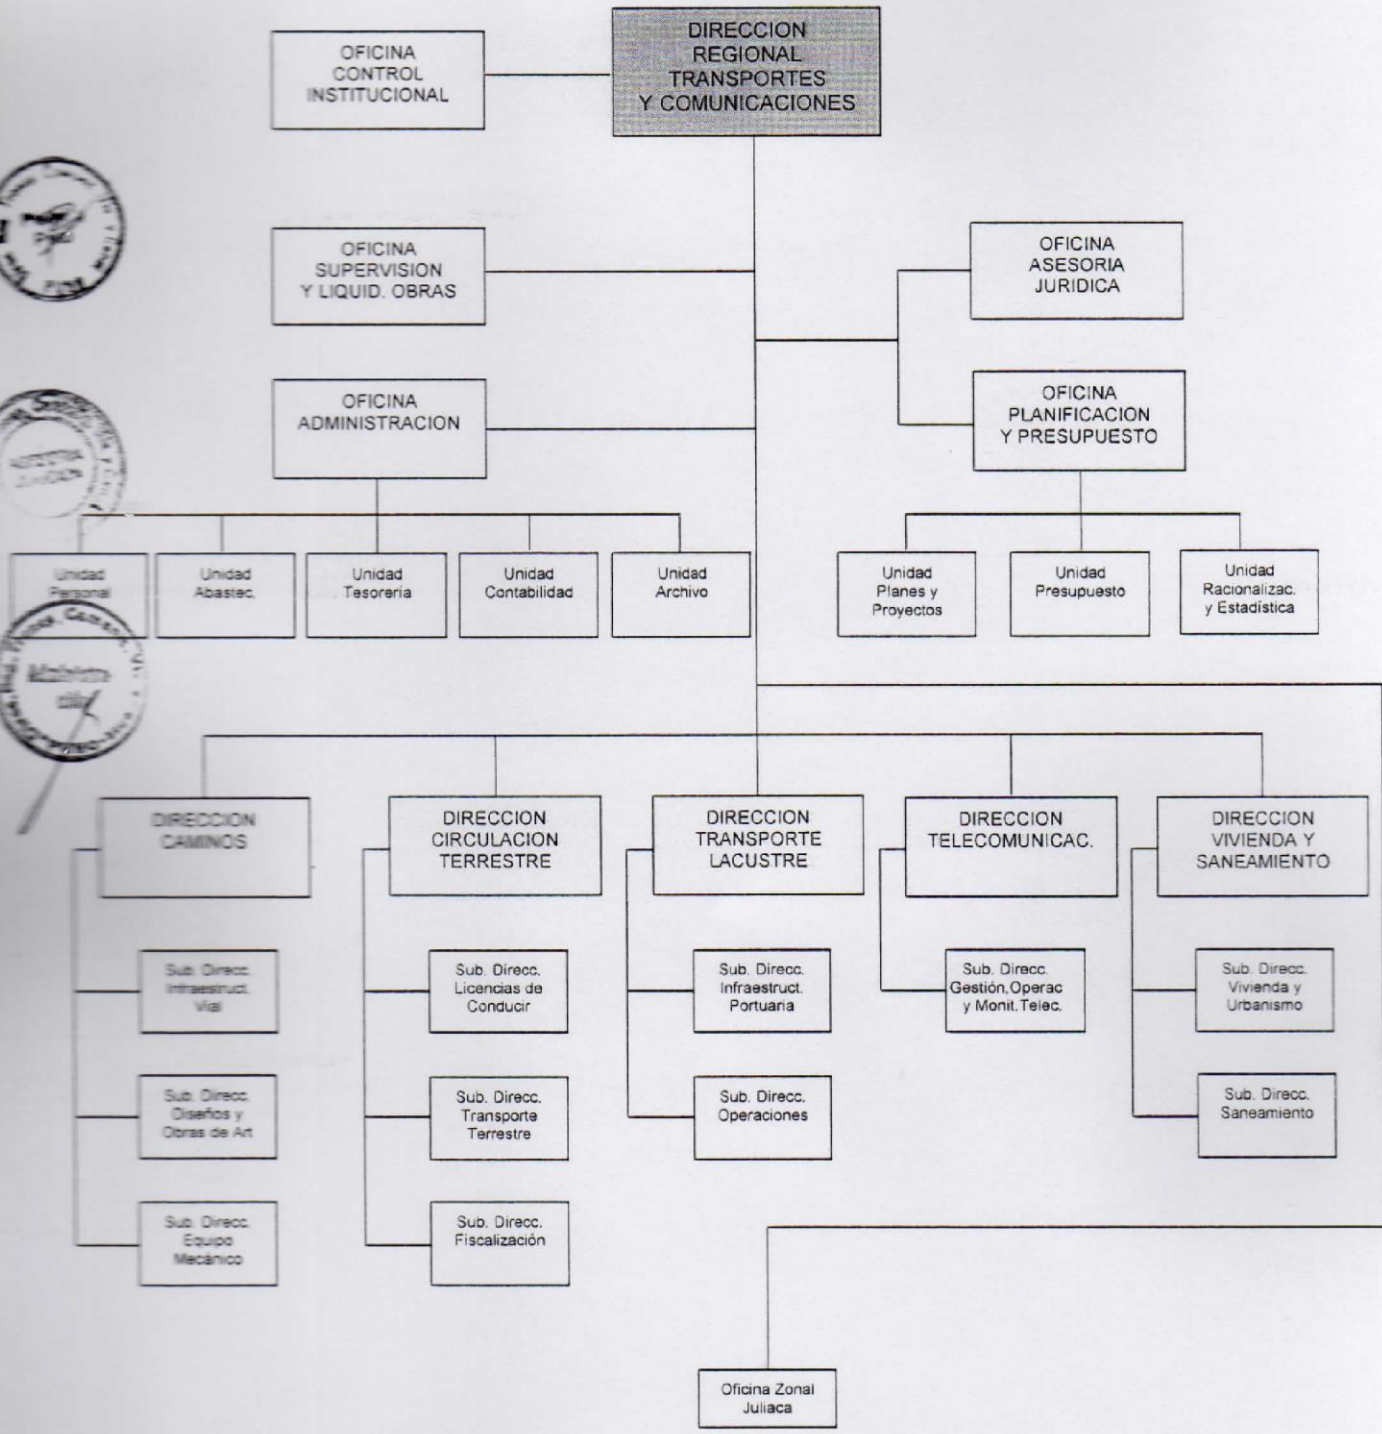 DIRECCION
REGIONAL
TRANSPORTES
Y COMUNICACIONES
OFICINA
CONTROL
INSTITUCIONAL
OFICINA
SUPERVISION
Y LIQUID. OBRAS
OFICINA
ASESORIA
JURIDICA
OFICINA
ADMINISTRACION
OFICINA
PLANIFICACION
Y PRESUPUESTO
Unidad
Personal
Unidad
Abastec.
Unidad
Tesorería
Unidad
Contabilidad
Unidad
Archivo
Unidad
Planes y
Proyectos
Unidad
Presupuesto
Unidad
Racionalizac.
y Estadística
DIRECCION
CAMINOS
DIRECCION
CIRCULACION
TERRESTRE
DIRECCION
TRANSPORTE
LACUSTRE
DIRECCION
TELECOMUNICAC.
DIRECCION
VIVIENDA Y
SANEAMIENTO
Sub. Direcc.
Infraestruct.
Vial
Sub. Direcc.
Licencias de
Conducir
Sub. Direcc.
Infraestruct.
Portuaria
Sub. Direcc.
Gestión,Operac
y Monit.Telec.
Sub. Direcc.
Vivienda y
Urbanismo
Sub. Direcc.
Diseños y
Obras de Art
Sub. Direcc.
Transporte
Terrestre
Sub. Direcc.
Operaciones
Sub. Direcc.
Saneamiento
Sub. Direcc.
Equipo
Mecánico
Sub. Direcc.
Fiscalización
Oficina Zonal
Juliaca